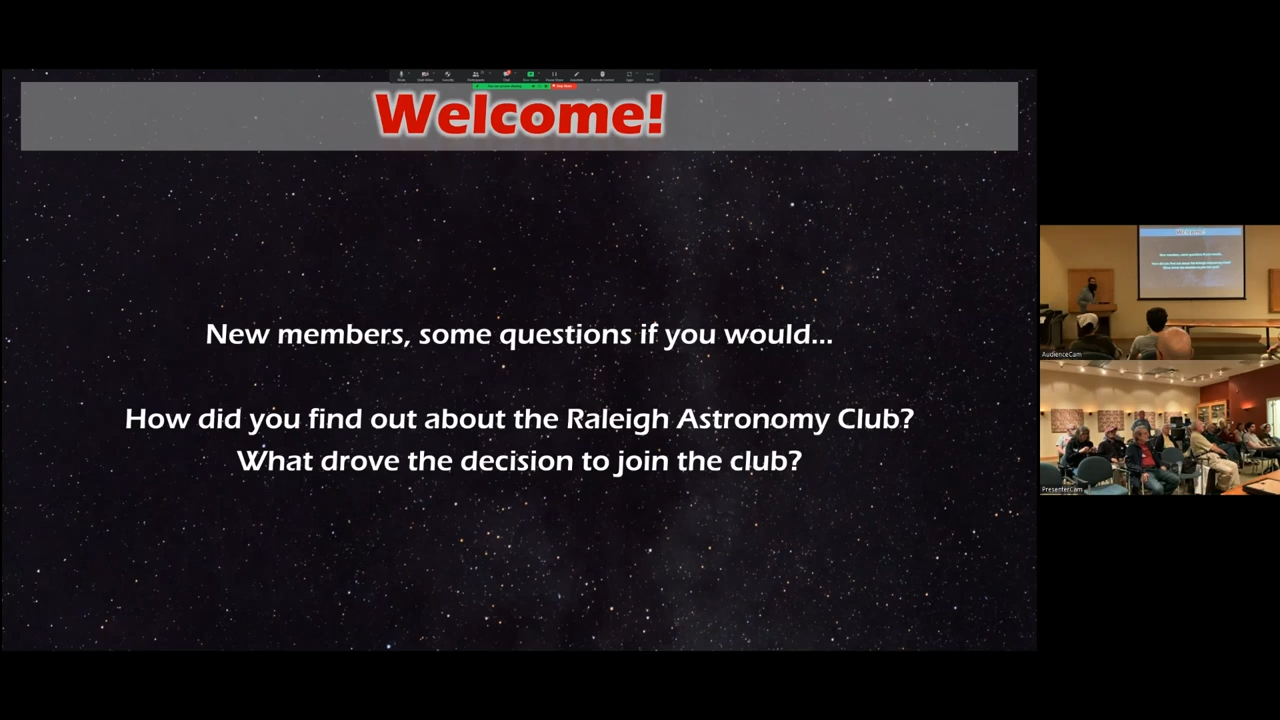 Welcome!
New members, some questions if you would...
How did you find out about the Raleigh Astronomy Club?
What drove the decision to join the club?
Welcome!
AudienceCam
PresenterCam